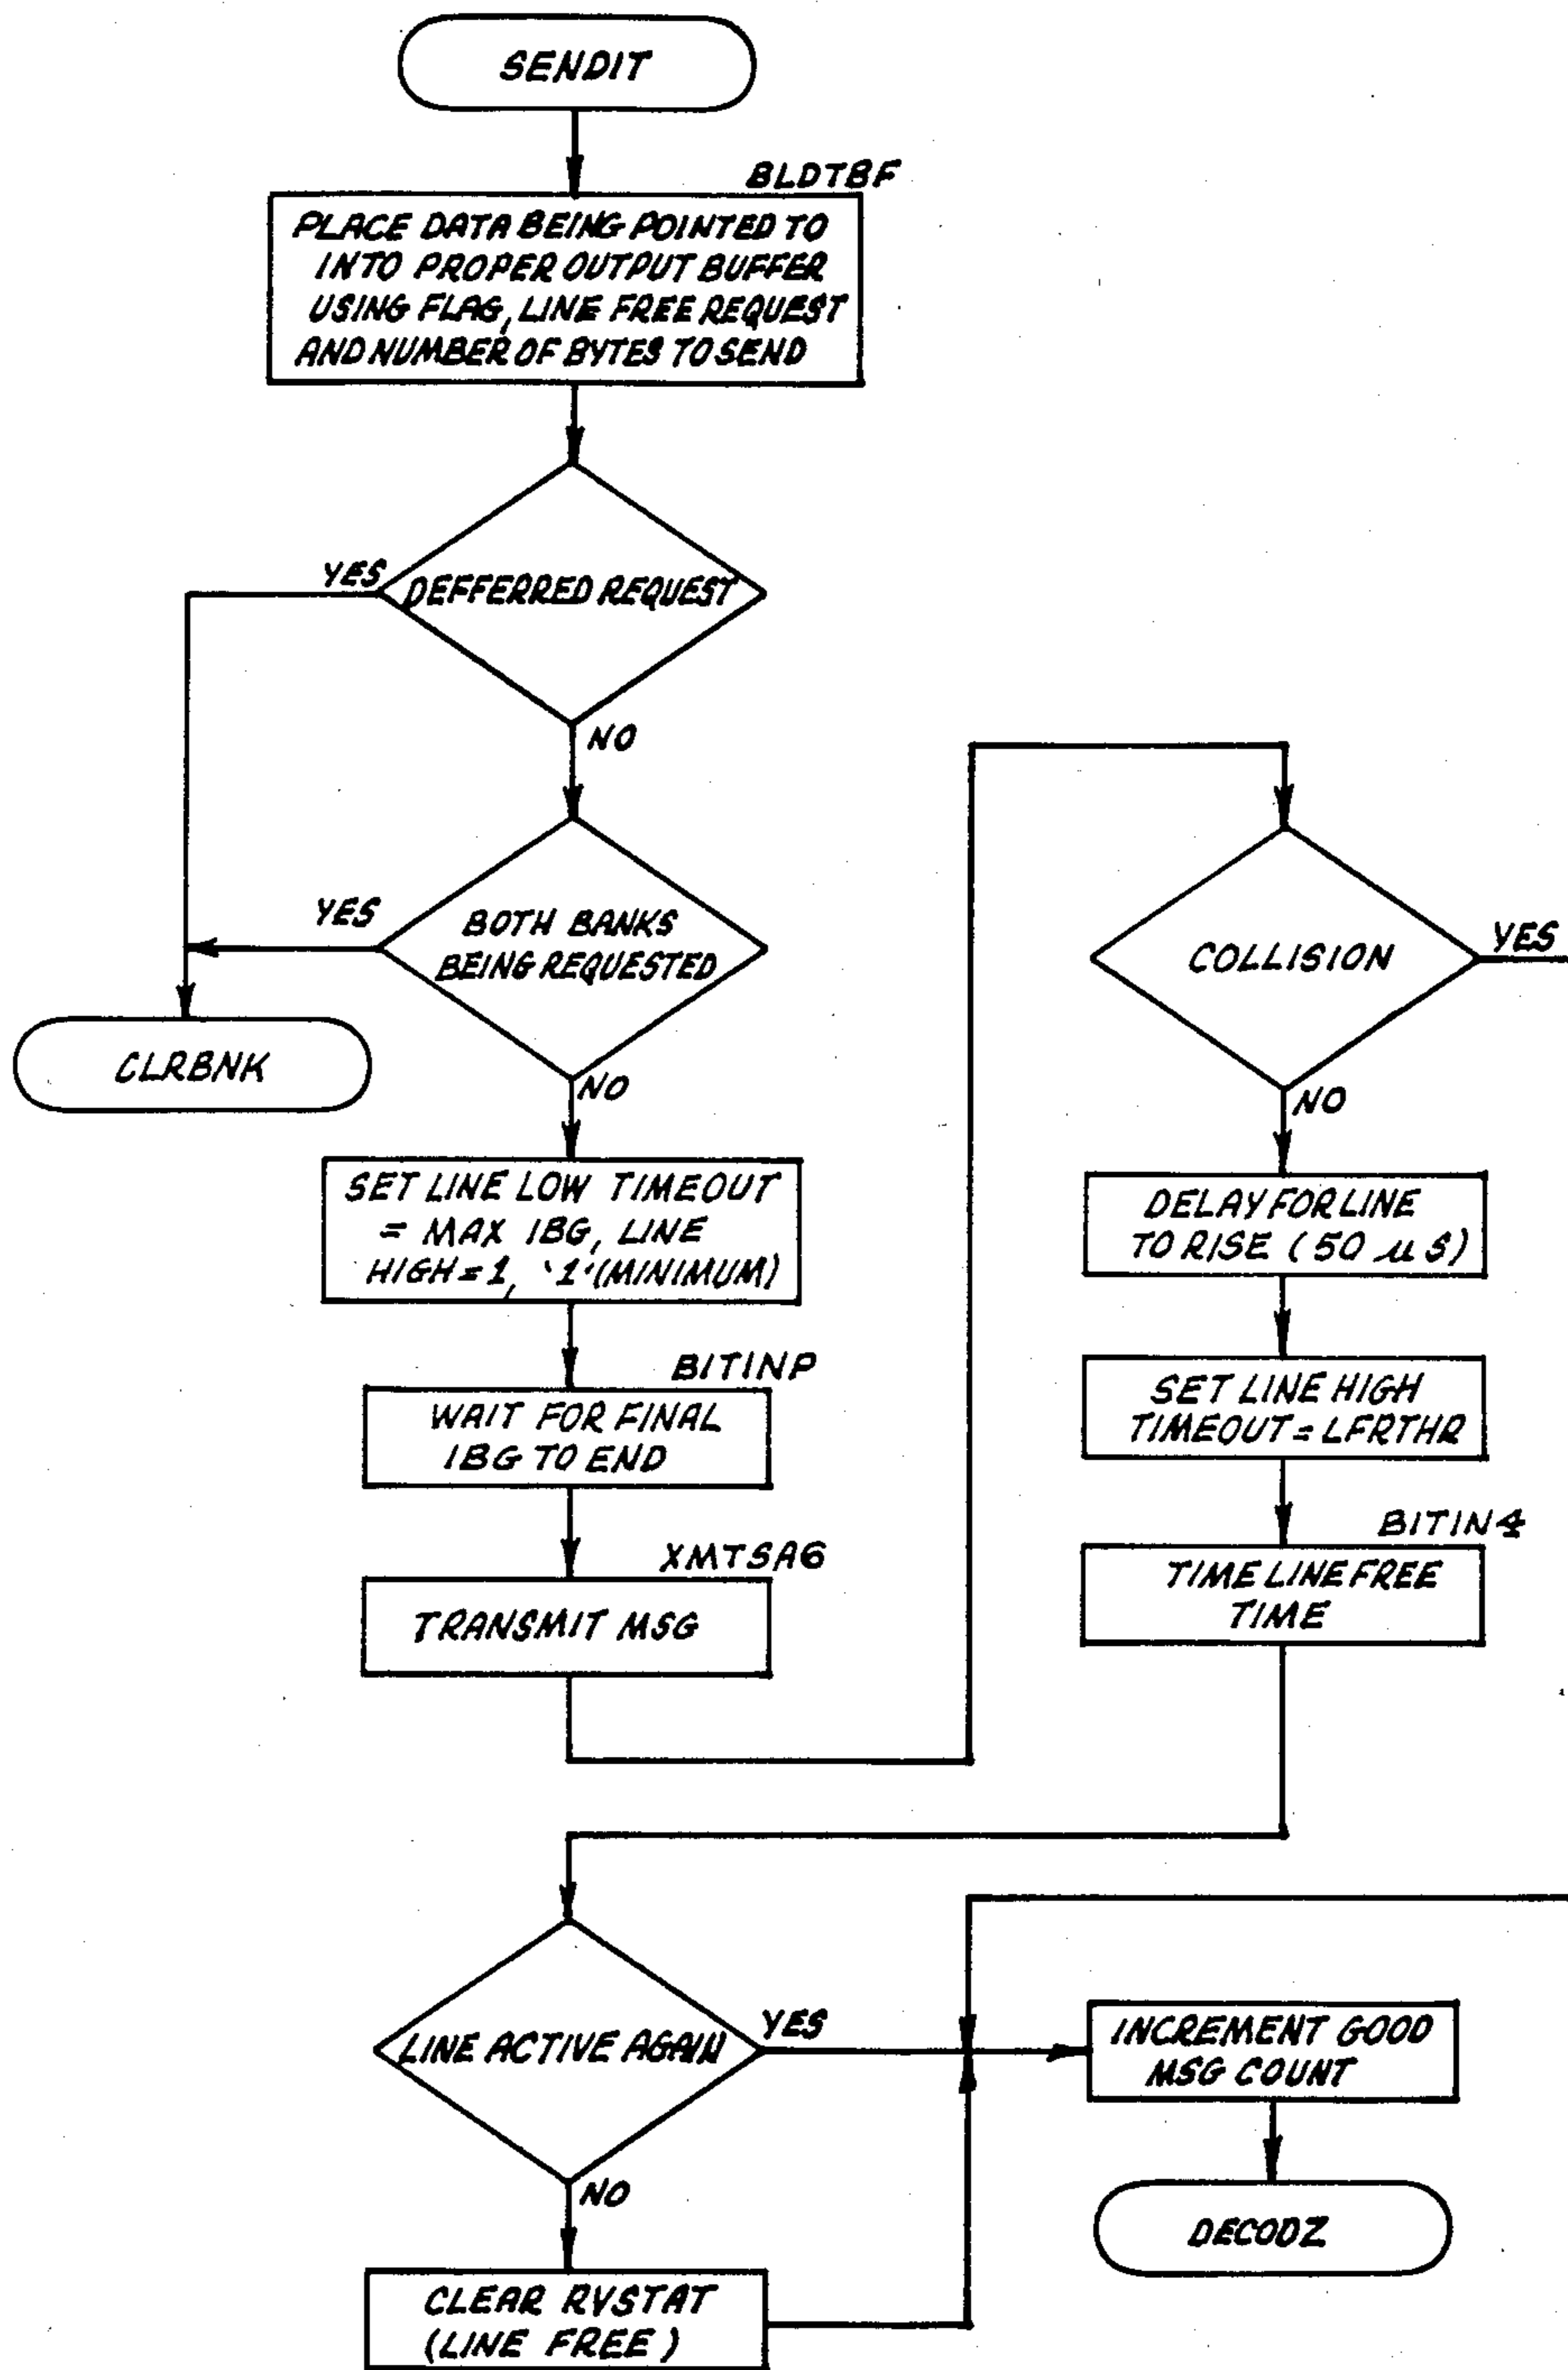 SENDIT
BLDTBF
PLACE DATA BEING POINTED TO
INTO PROPER OUTPUT BUFFER
USING FLAG, LINE FREE REQUEST
AND NUMBER OF BYTES TO SEND
YES
DEFFERRED REQUEST
NO
YES
BOTH BANKS
BEING REQUESTED
CLRBNK
NO
SET LINE LOW TIMEOUT
= MAX IBG, LINE
HIGH=1, '1'(MINIMUM)
BITINP
WAIT FOR FINAL
IBG TO END
XMTSAG
TRANSMIT MSG
COLLISION
YES
NO
DELAY FOR LINE
TO RISE (50 μS)
SET LINE HIGH
TIMEOUT = LFRTHR
BITIN4
TIME LINE FREE
TIME
LINE ACTIVE AGAIN
YES
NO
INCREMENT GOOD
MSG COUNT
DECODZ
CLEAR RVSTAT
(LINE FREE)